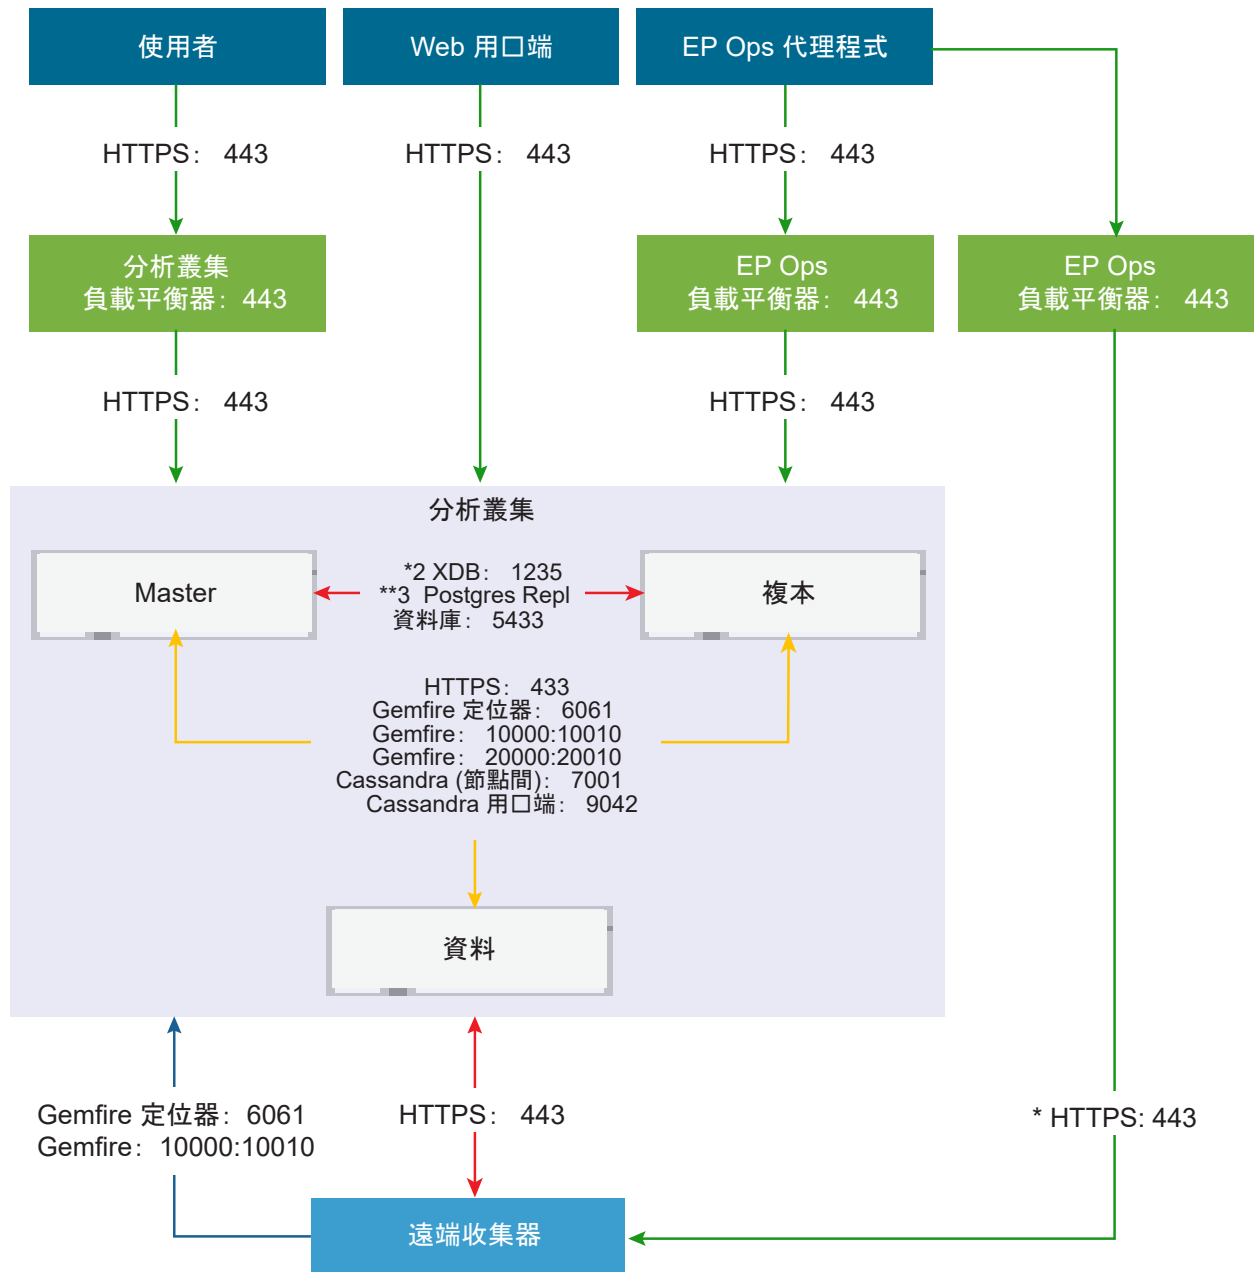 使用者
Web 用口端
EP Ops 代理程式
HTTPS： 443
HTTPS： 443
HTTPS： 443
分析叢集
負載平衡器： 443
EP Ops
負載平衡器： 443
EP Ops
負載平衡器： 443
HTTPS： 443
HTTPS： 443
分析叢集
Master
*2 XDB： 1235
**3 Postgres Repl
資料庫： 5433
複本
HTTPS： 433
Gemfire 定位器： 6061
Gemfire： 10000:10010
Gemfire： 20000:20010
Cassandra (節點間)： 7001
Cassandra 用口端： 9042
資料
Gemfire 定位器： 6061
Gemfire： 10000:10010
HTTPS： 443
* HTTPS: 443
遠端收集器